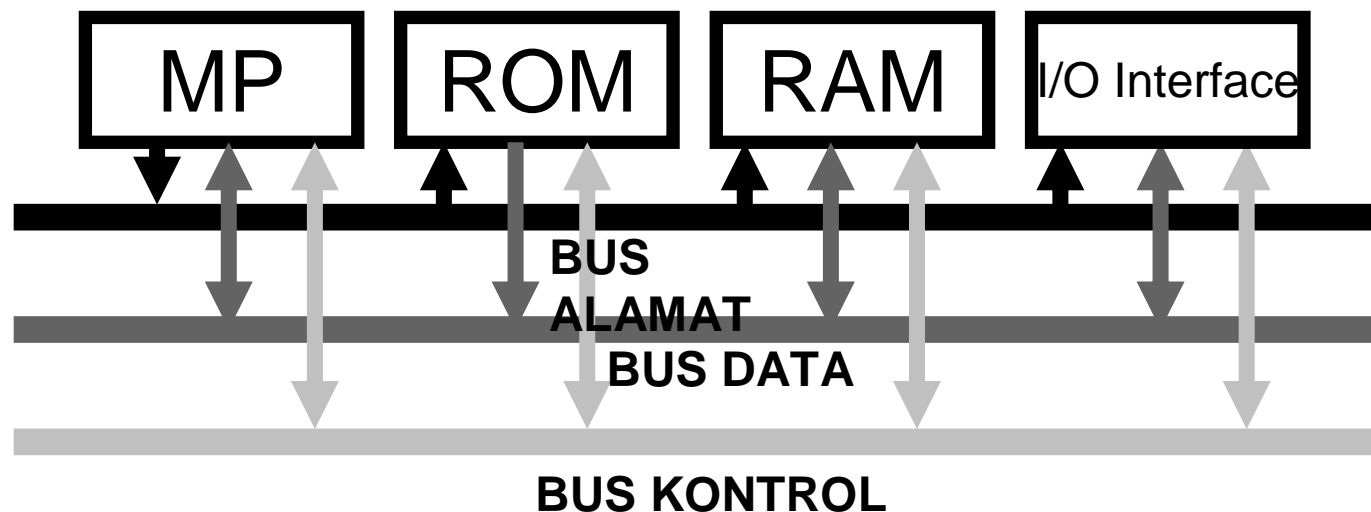 MP
ROM
RAM
I/O Interface
BUS
ALAMAT
BUS DATA
BUS KONTROL